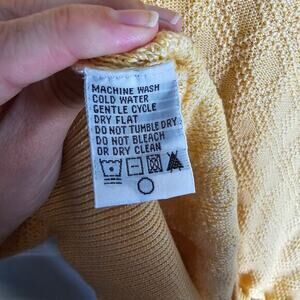 MACHINE WASH
COLD WATER
GENTLE CYCLE
DRY FLAT
DO NOT TUMBLE DRY
DO NOT BLEACH
OR DRY CLEAN